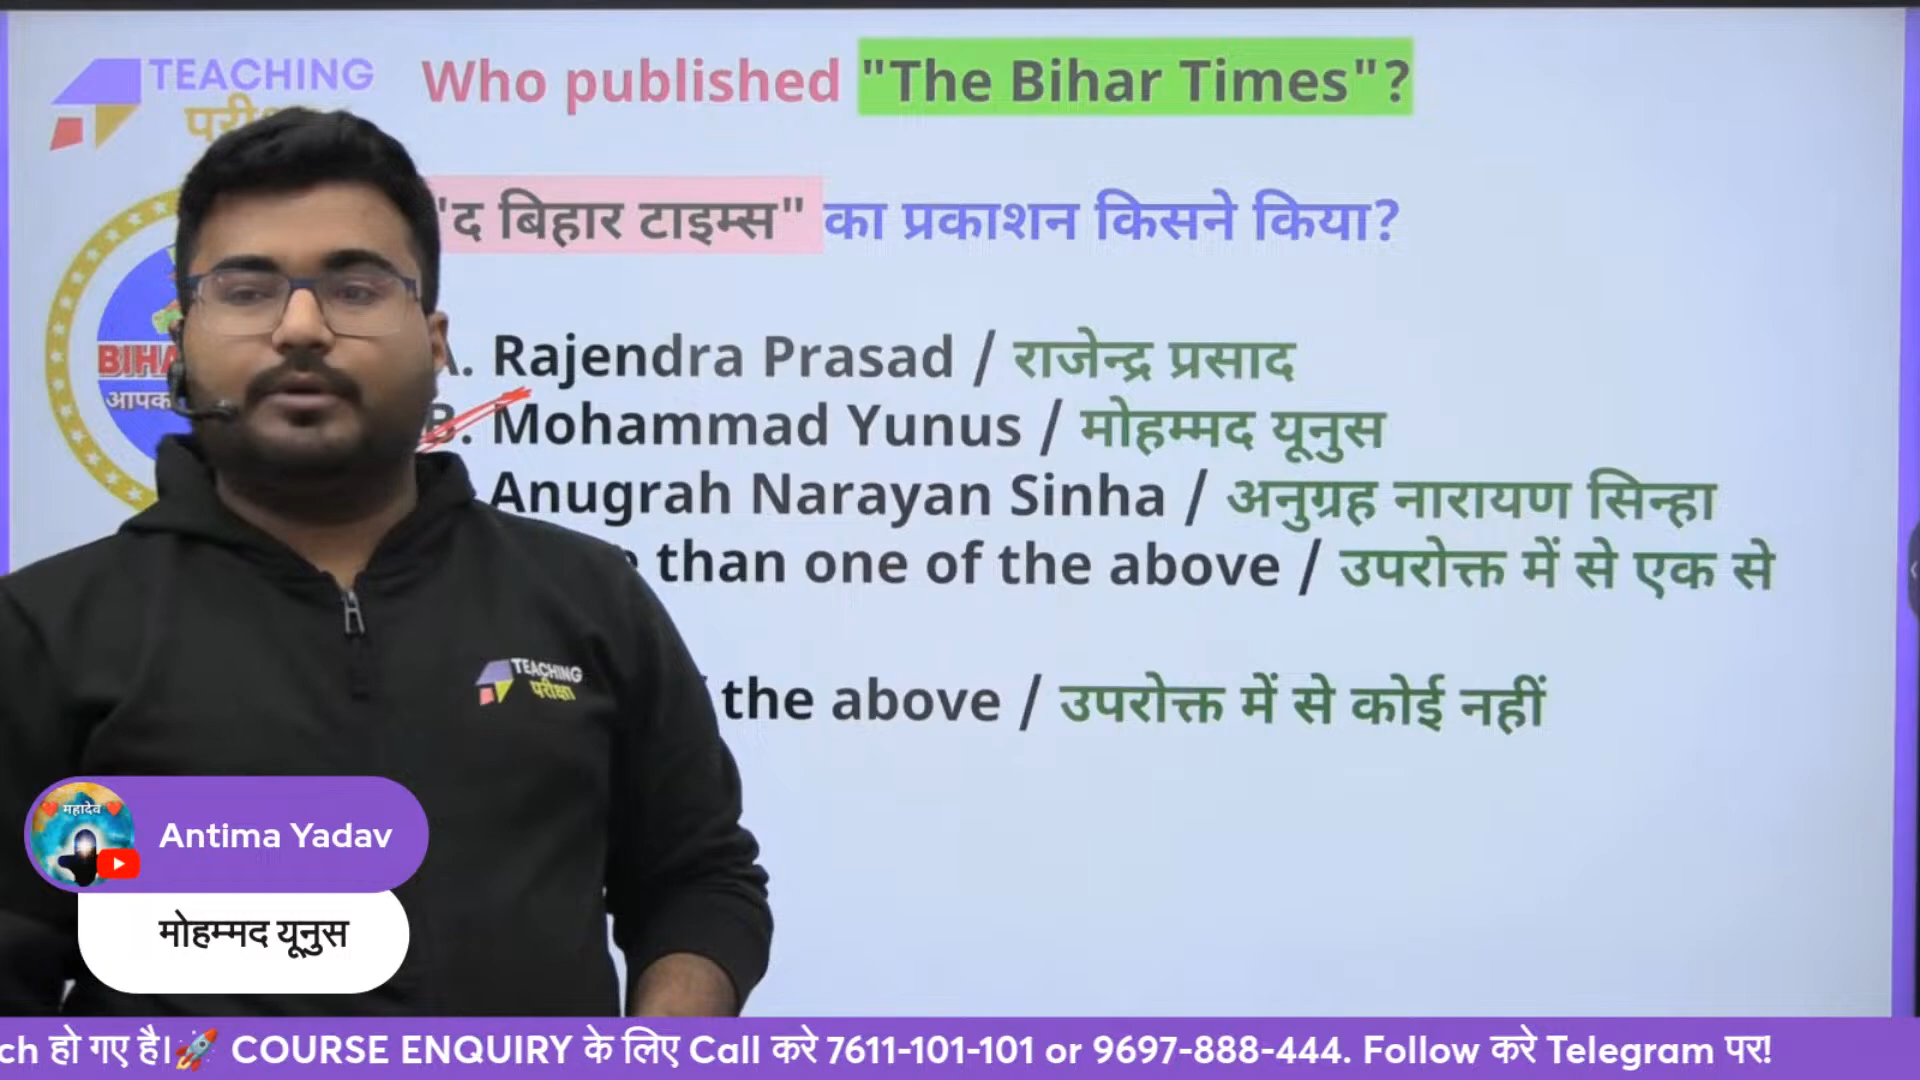 TEACHING
परीक्षा
Who published "The Bihar Times"?
"द बिहार टाइम्स" का प्रकाशन किसने किया?
A. Rajendra Prasad / राजेन्द्र प्रसाद
B. Mohammad Yunus / मोहम्मद यूनुस
Anugrah Narayan Sinha / अनुग्रह नारायण सिन्हा
than one of the above / उपरोक्त में से एक से
the above / उपरोक्त में से कोई नहीं
TEACHING
परीक्षा
महादेव
Antima Yadav
मोहम्मद यूनुस
ch हो गए है।🚀 COURSE ENQUIRY के लिए Call करे 7611-101-101 or 9697-888-444. Follow करे Telegram पर!